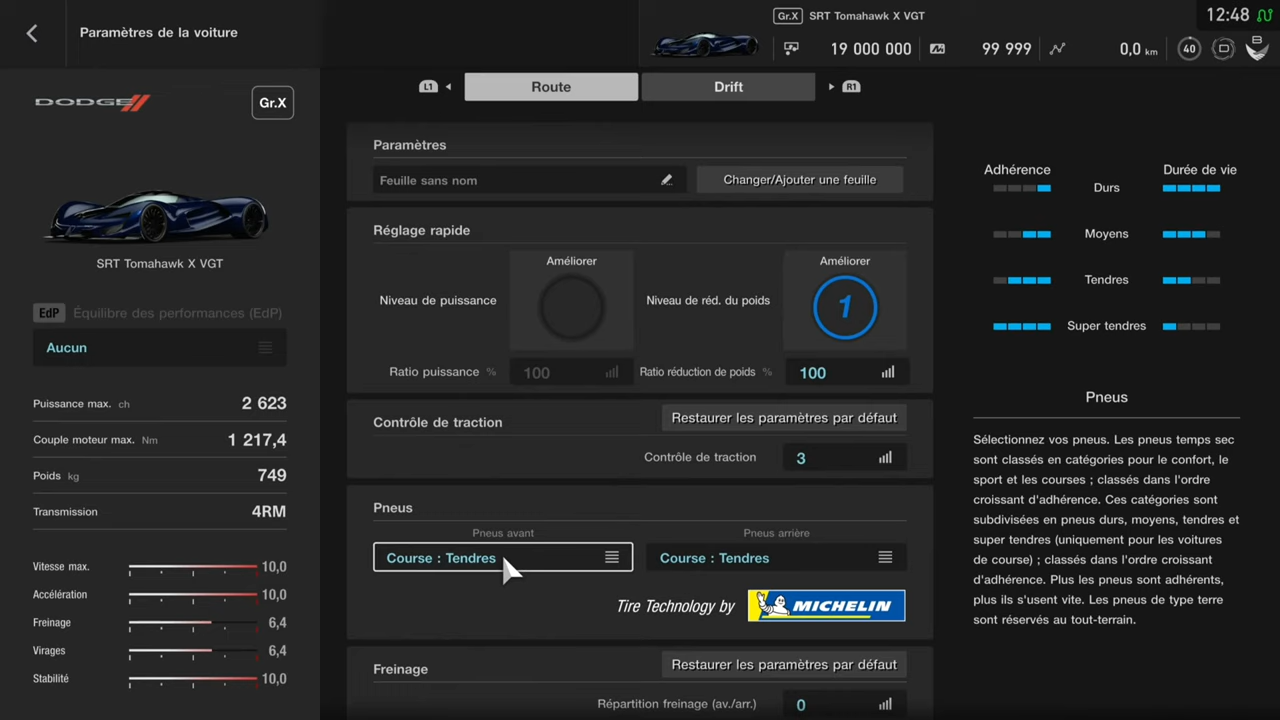 Paramètres de la voiture
Gr.X SRT Tomahawk X VGT
12:48
19 000 000
99 999
0,0 km
40
B
DODGE
Gr.X
SRT Tomahawk X VGT
EdP Équilibre des performances (EdP)
Aucun
Puissance max. ch 2 623
Couple moteur max. Nm 1 217,4
Poids kg 749
Transmission 4RM
Vitesse max. 10,0
Accélération 10,0
Freinage 6,4
Virages 6,4
Stabilité 10,0
L1 Route Drift R1
Paramètres
Feuille sans nom Changer/Ajouter une feuille
Réglage rapide
Améliorer Améliorer
Niveau de puissance Niveau de réd. du poids 1
Ratio puissance % 100 Ratio réduction de poids % 100
Contrôle de traction Restaurer les paramètres par défaut
Contrôle de traction 3
Pneus
Pneus avant Pneus arrière
Course : Tendres Course : Tendres
Tire Technology by MICHELIN
Freinage Restaurer les paramètres par défaut
Répartition freinage (av./arr.) 0
Adhérence Durée de vie
Durs
Moyens
Tendres
Super tendres
Pneus
Sélectionnez vos pneus. Les pneus temps sec
sont classés en catégories pour le confort, le
sport et les courses ; classés dans l'ordre
croissant d'adhérence. Ces catégories sont
subdivisées en pneus durs, moyens, tendres et
super tendres (uniquement pour les voitures
de course) ; classés dans l'ordre croissant
d'adhérence. Plus les pneus sont adhérents,
plus ils s'usent vite. Les pneus de type terre
sont réservés au tout-terrain.